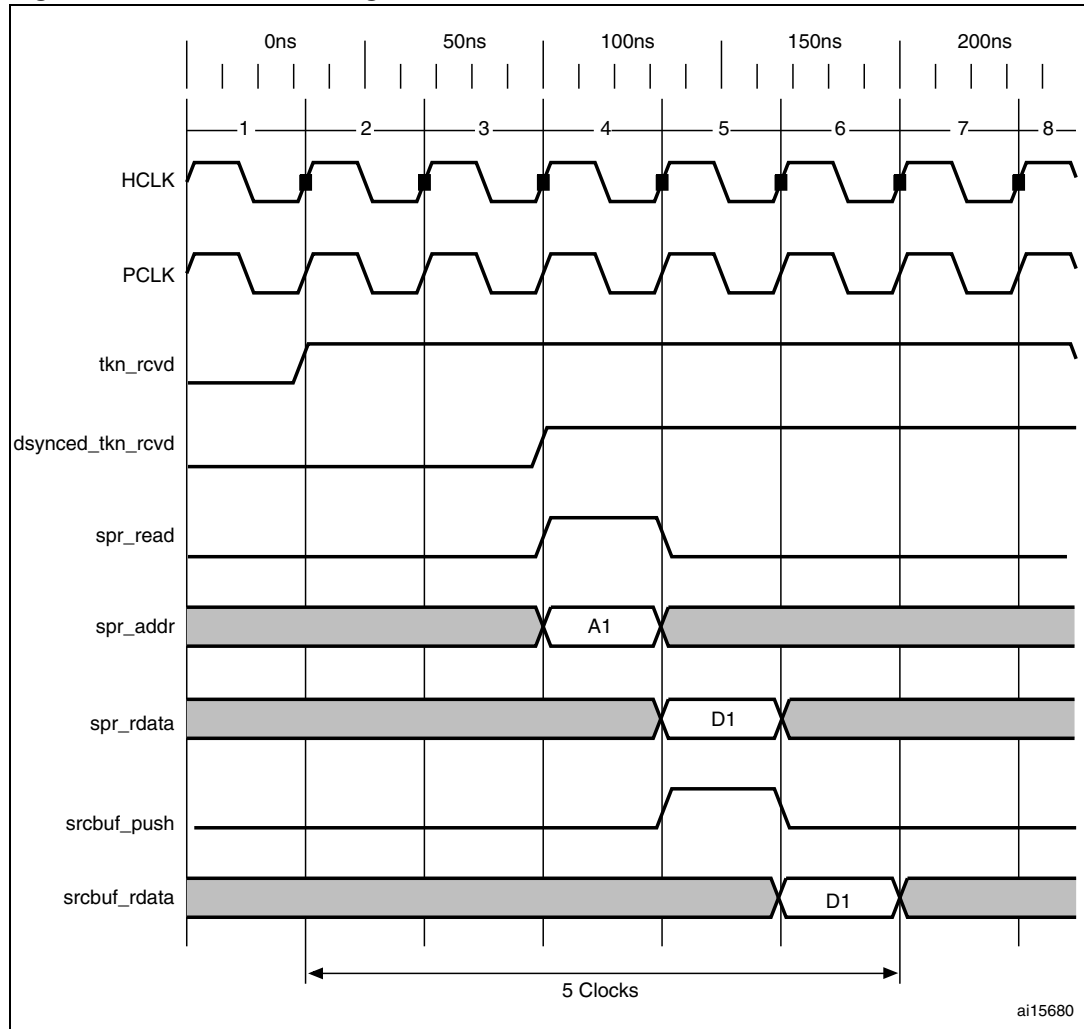 0ns 50ns 100ns 150ns 200ns
1 2 3 4 5 6 7 8
HCLK
PCLK
tkn_rcvd
dsynced_tkn_rcvd
spr_read
spr_addr A1
spr_rdata D1
srcbuf_push
srcbuf_rdata D1
5 Clocks
ai15680